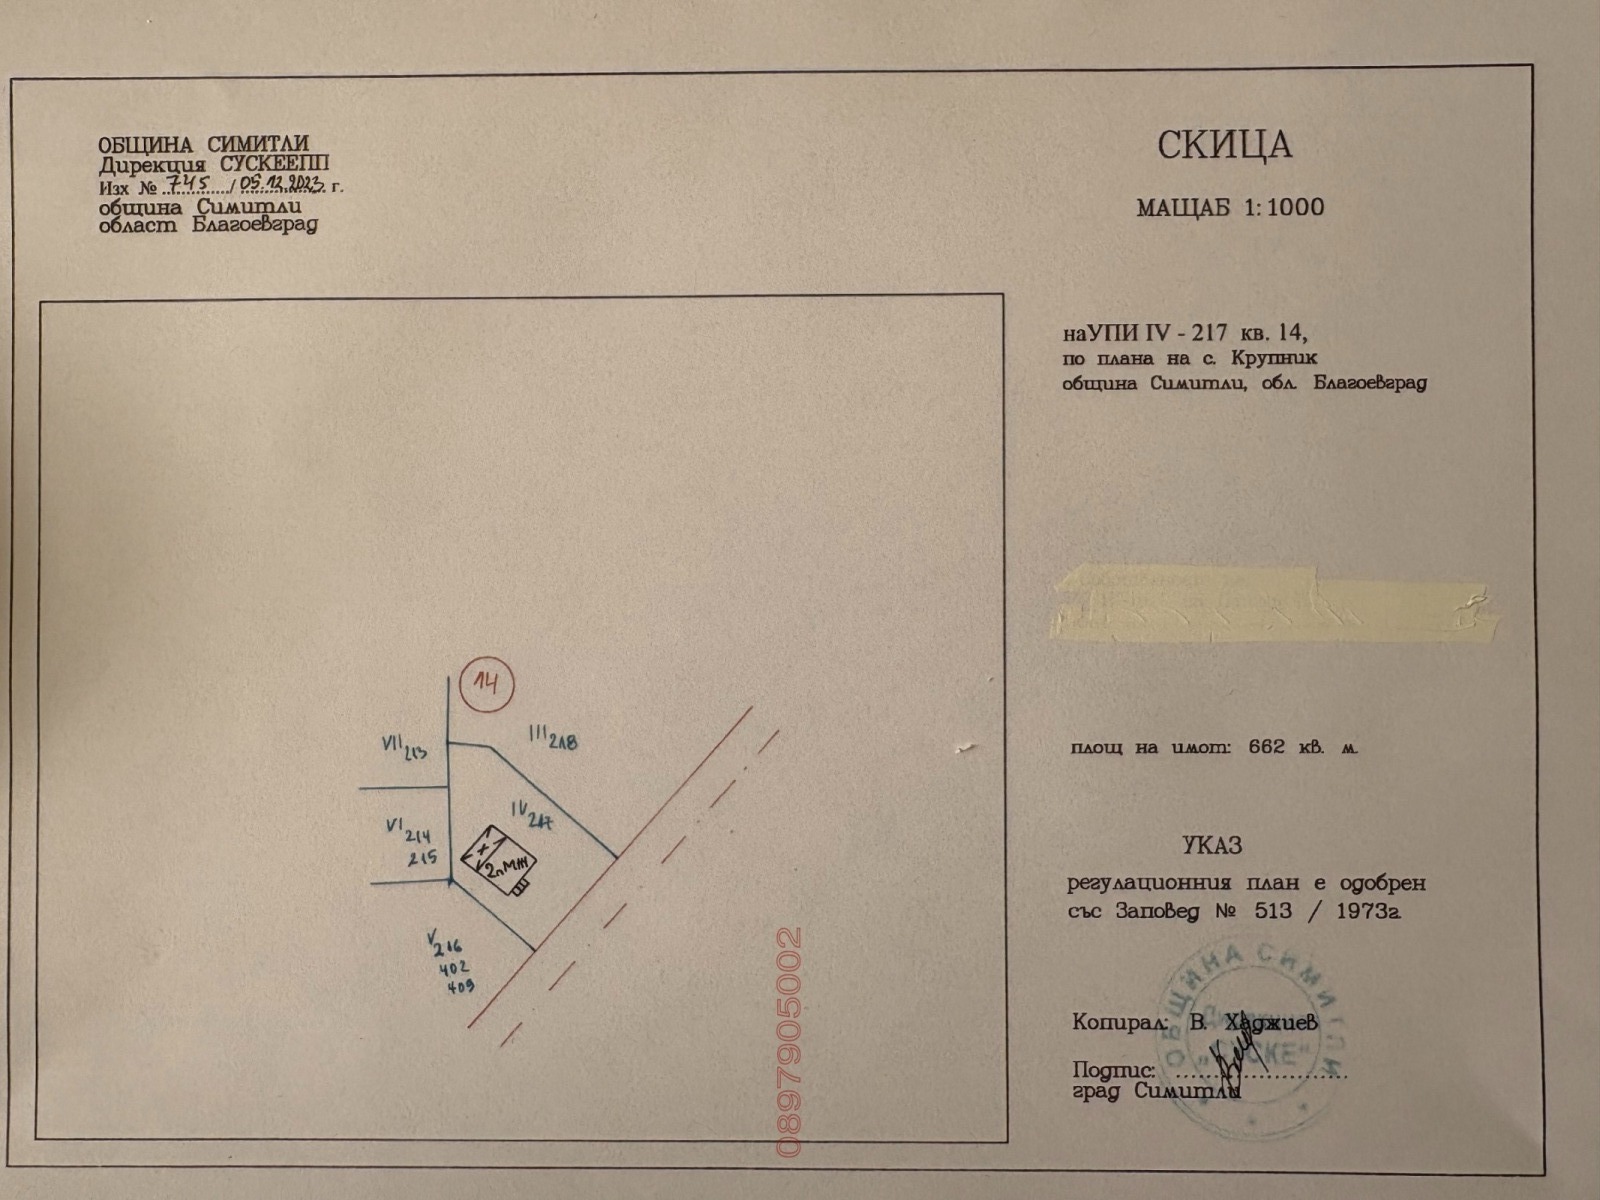 ОБЩИНА СИМИТЛИ
Дирекция СУСКЕЕПП
Изх № 745 / 05.12.2023 г.
община Симитли
област Благоевград
СКИЦА
МАЩАБ 1:1000
наУПИ IV - 217 кв. 14,
по плана на с. Крупник
община Симитли, обл. Благоевград
площ на имот: 662 кв. м.
УКАЗ
регулационния план е одобрен
със Заповед № 513 / 1973г
Копирал: В. Хаджиев
Подпис:
град Симитли
ОБЩИНА СИМИТЛИ
14
VII 213
III 218
IV 217
VI 214
215
2пМЖ
V 216
402
409
0897905002